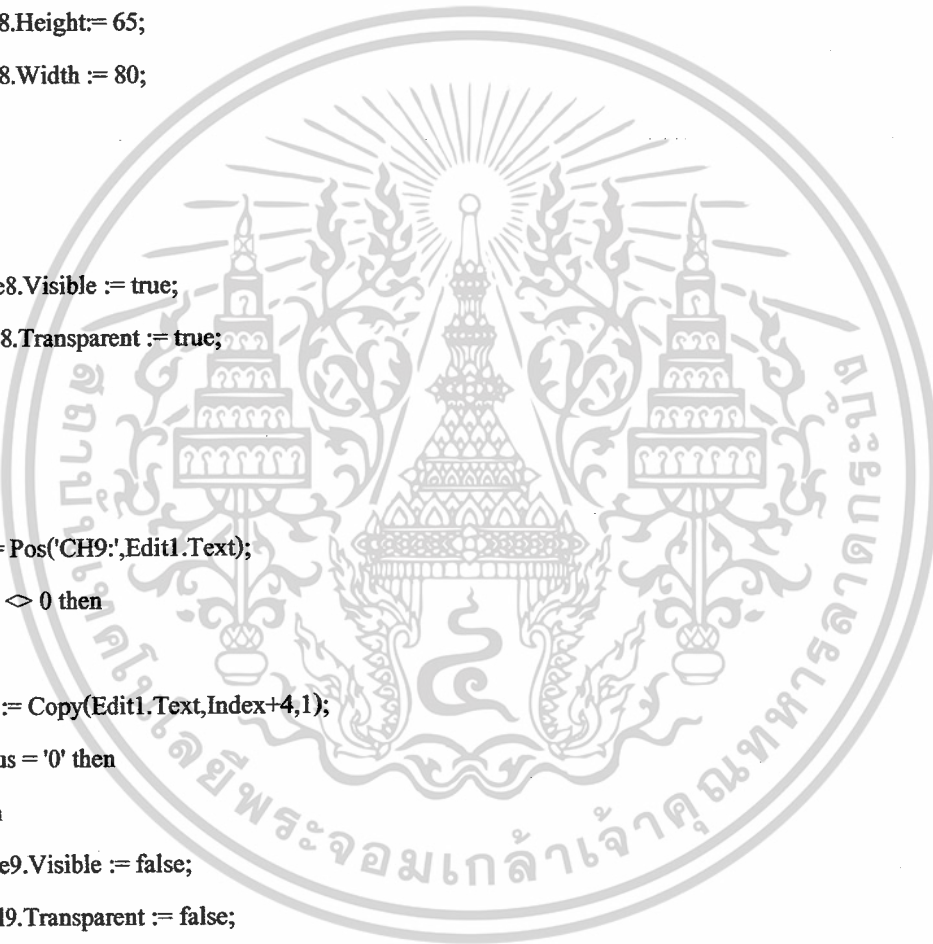 8.Height:= 65;
8.Width := 80;
e8.Visible := true;
8.Transparent := true;
= Pos('CH9:',Edit1.Text);
<> 0 then
:= Copy(Edit1.Text,Index+4,1);
us = '0' then
e9.Visible := false;
l9.Transparent := false;
สถาบันเทคโนโลยีพระจอมเกล้าเจ้าคุณทหารลาดกระบัง